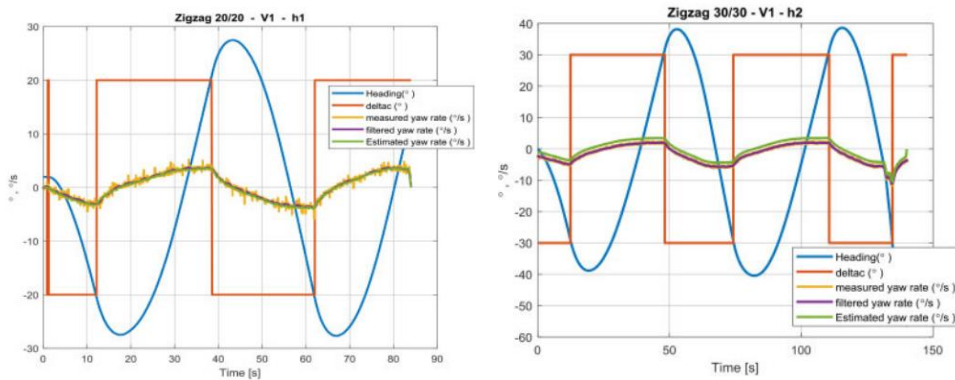 Zigzag 20/20 - V1 - h1
30
20
10
0
-10
-20
-30
0 10 20 30 40 50 60 70 80 90
Time [s]
Heading(°)
deltac (°)
measured yaw rate (°/s)
filtered yaw rate (°/s)
Estimated yaw rate (°/s)
Zigzag 30/30 - V1 - h2
40
30
20
10
0
-10
-20
-30
-40
-50
-60
°, °/s
0 50 100 150
Time [s]
Heading(°)
deltac (°)
measured yaw rate (°/s)
filtered yaw rate (°/s)
Estimated yaw rate (°/s)